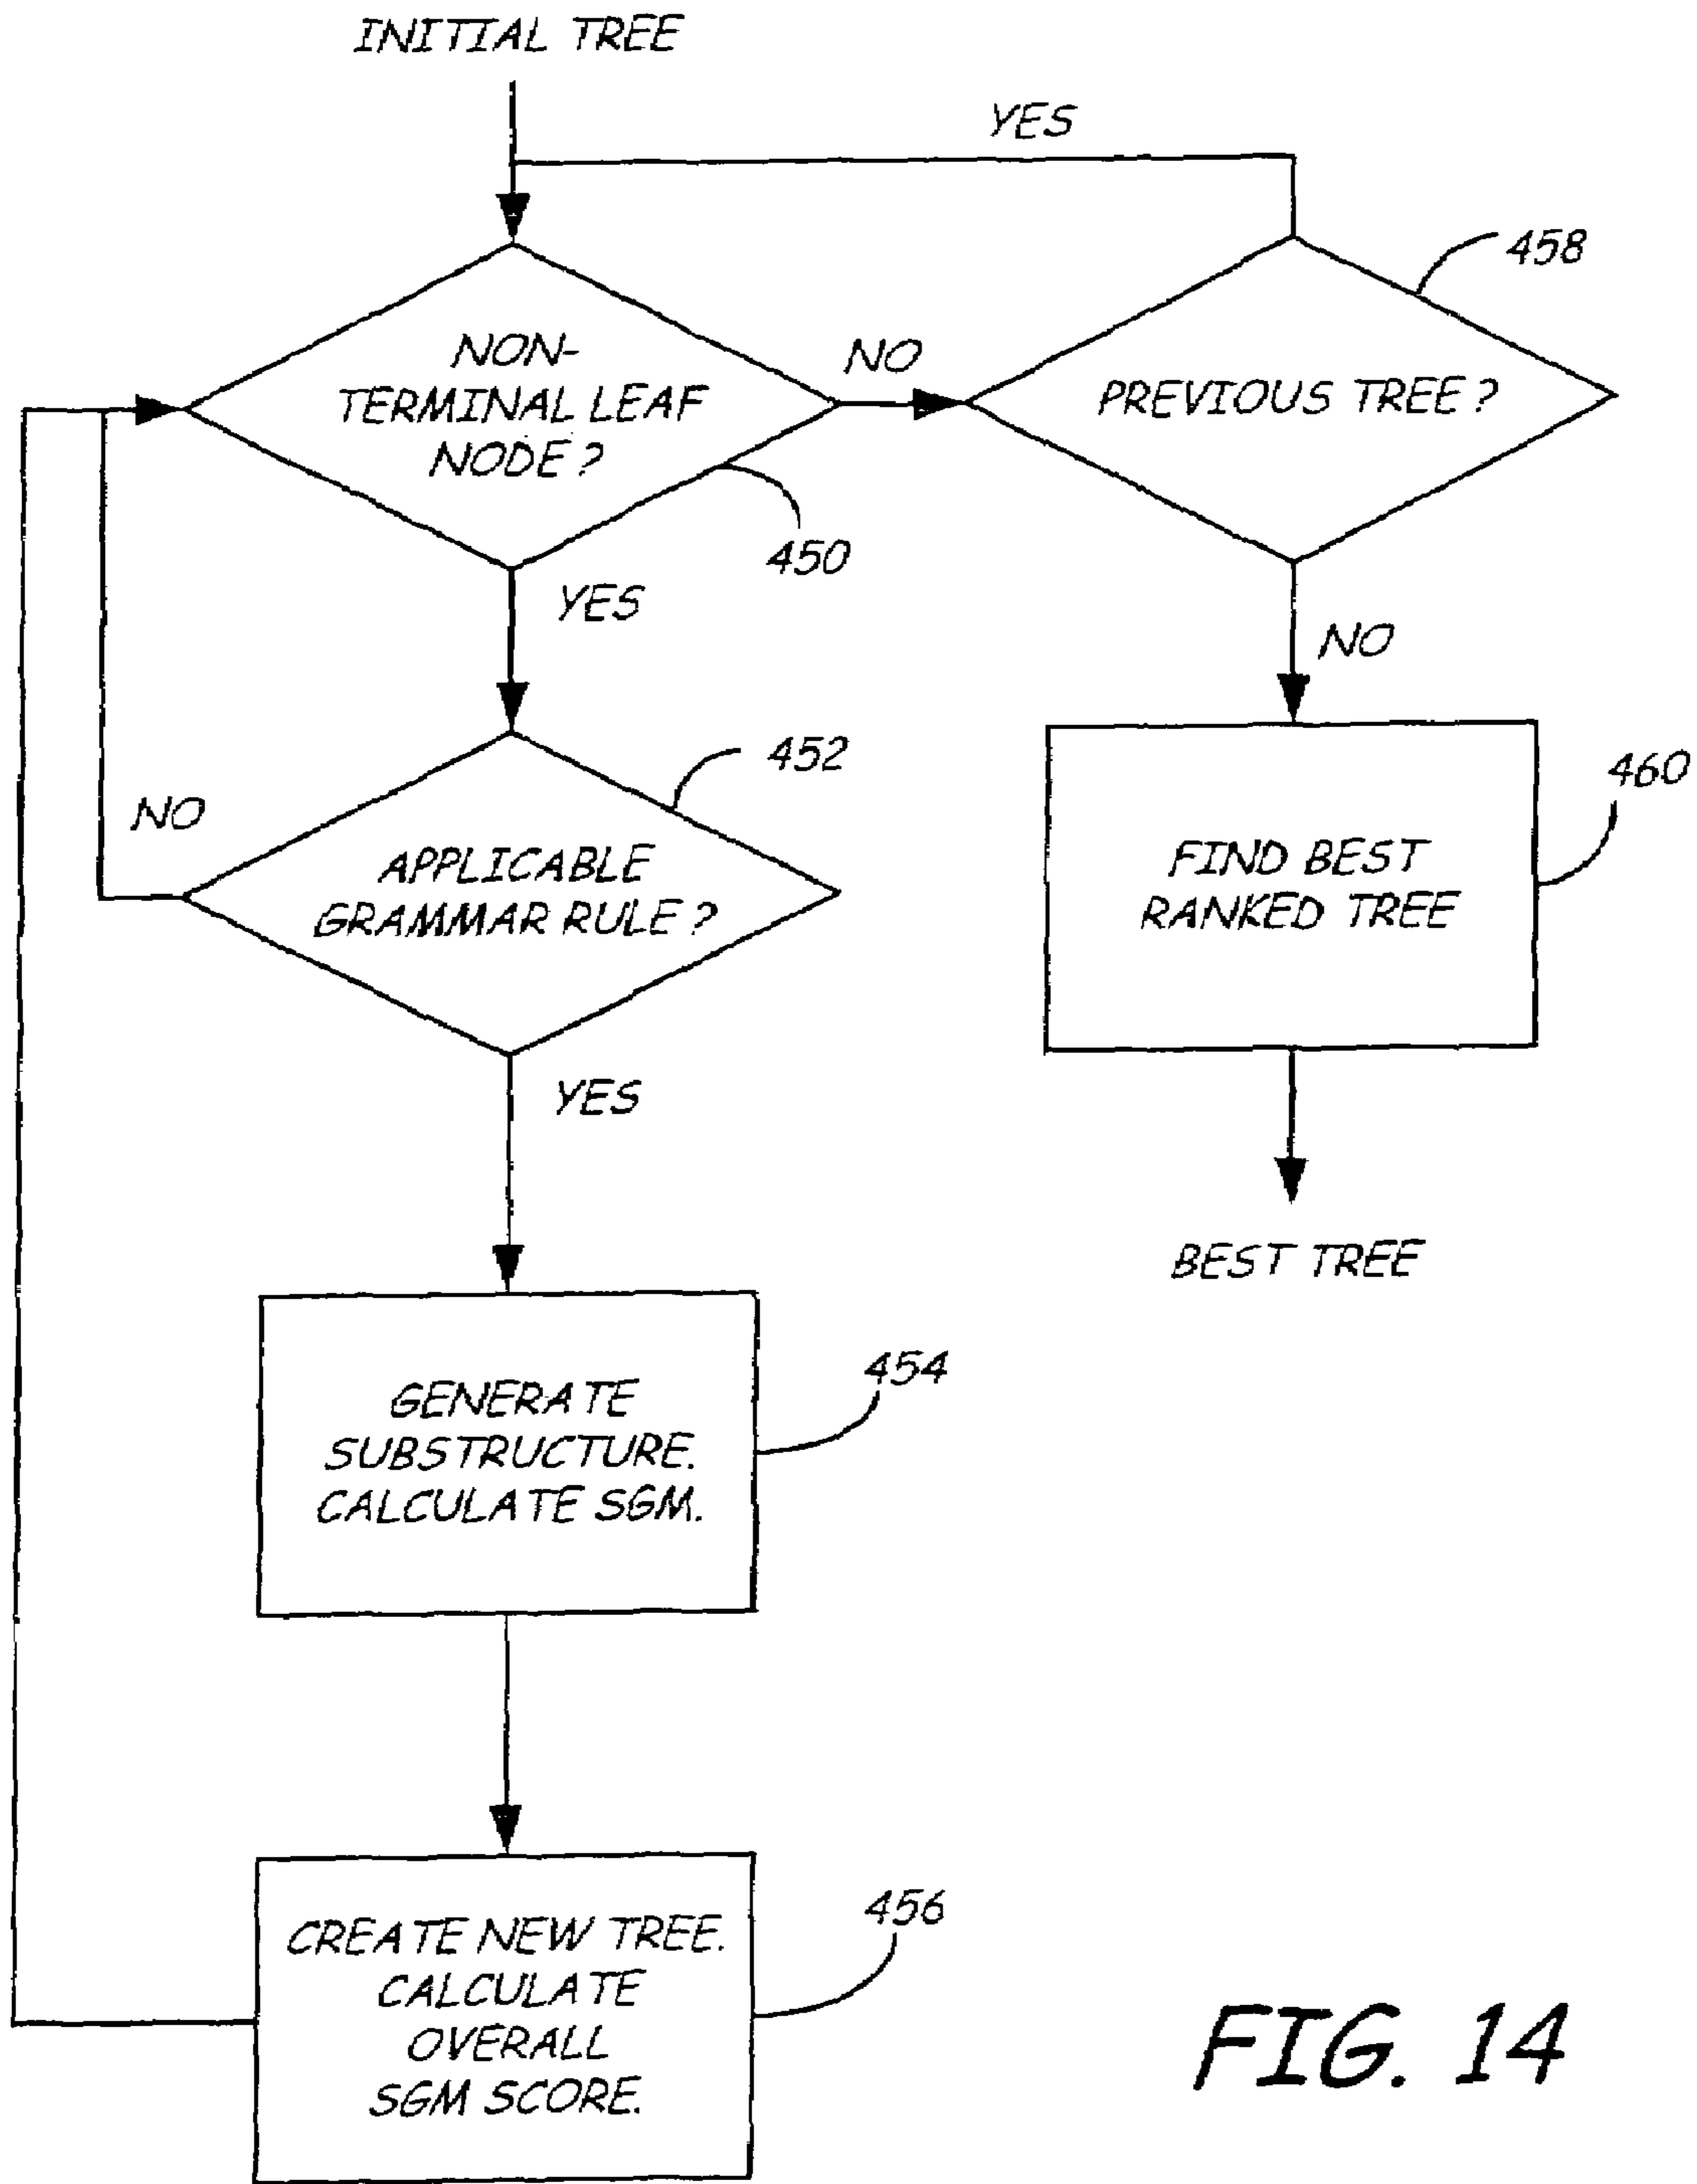 INITIAL TREE
YES
458
NON-
TERMINAL LEAF
NODE?
NO
PREVIOUS TREE?
450
YES
NO
452
NO
APPLICABLE
GRAMMAR RULE?
460
FIND BEST
RANKED TREE
YES
BEST TREE
454
GENERATE
SUBSTRUCTURE.
CALCULATE SGM.
456
CREATE NEW TREE.
CALCULATE
OVERALL
SGM SCORE.
FIG. 14